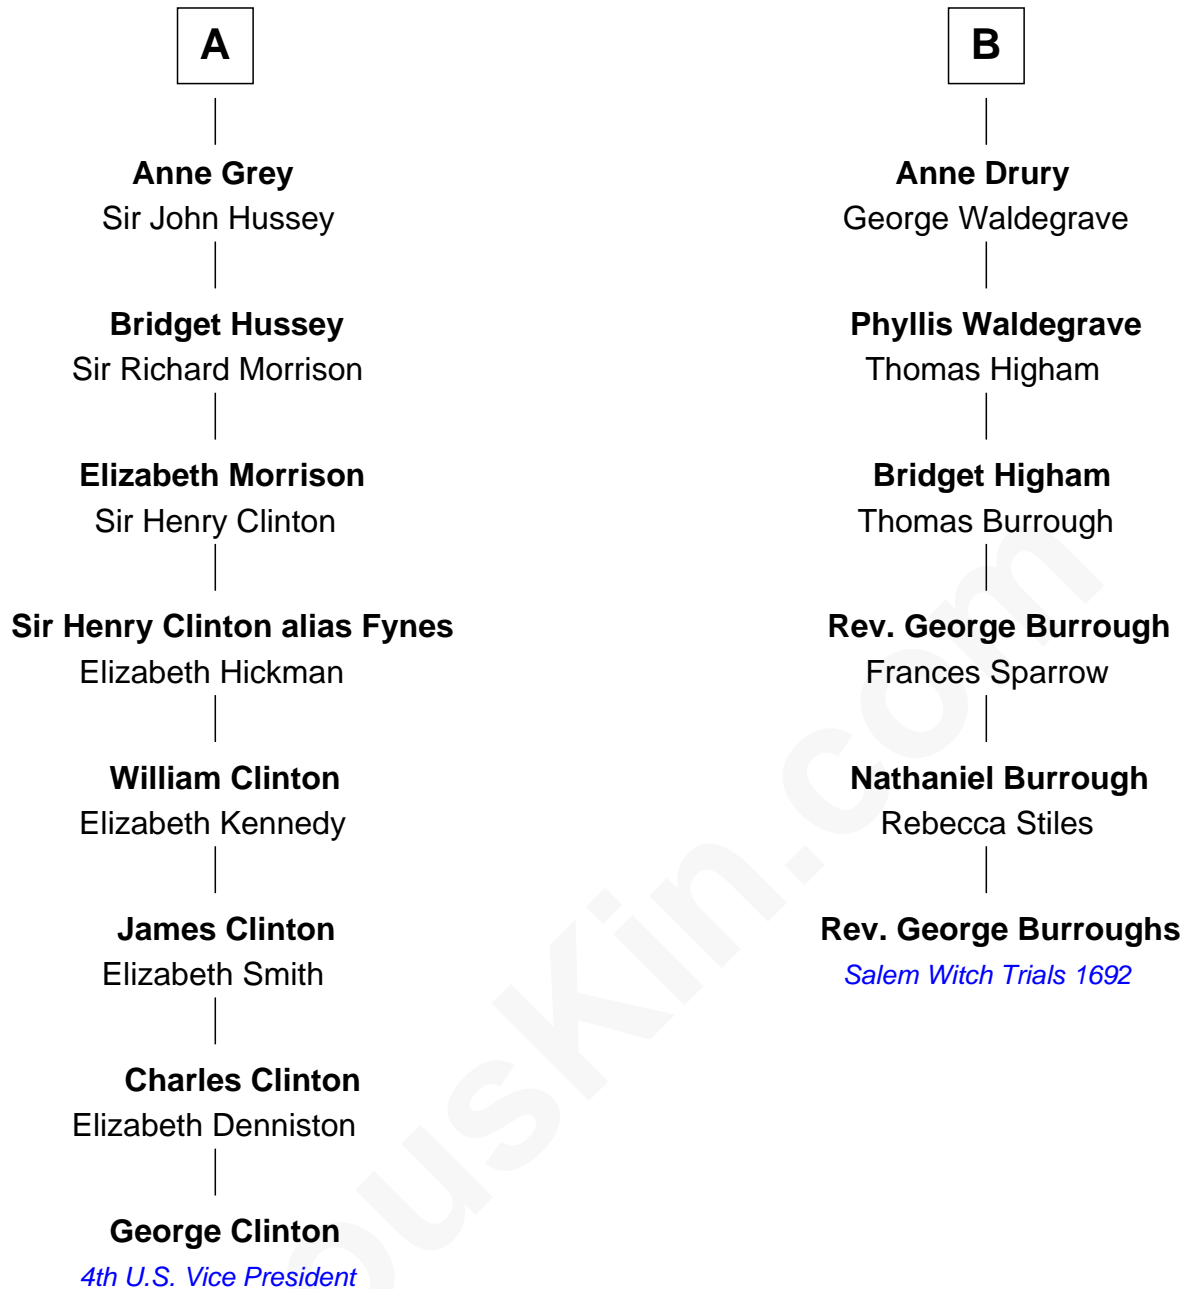 A
Anne Grey
Sir John Hussey
Bridget Hussey
Sir Richard Morrison
Elizabeth Morrison
Sir Henry Clinton
Sir Henry Clinton alias Fynes
Elizabeth Hickman
William Clinton
Elizabeth Kennedy
James Clinton
Elizabeth Smith
Charles Clinton
Elizabeth Denniston
George Clinton
4th U.S. Vice President
B
Anne Drury
George Waldegrave
Phyllis Waldegrave
Thomas Higham
Bridget Higham
Thomas Burrough
Rev. George Burrough
Frances Sparrow
Nathaniel Burrough
Rebecca Stiles
Rev. George Burroughs
Salem Witch Trials 1692
ousKin.com